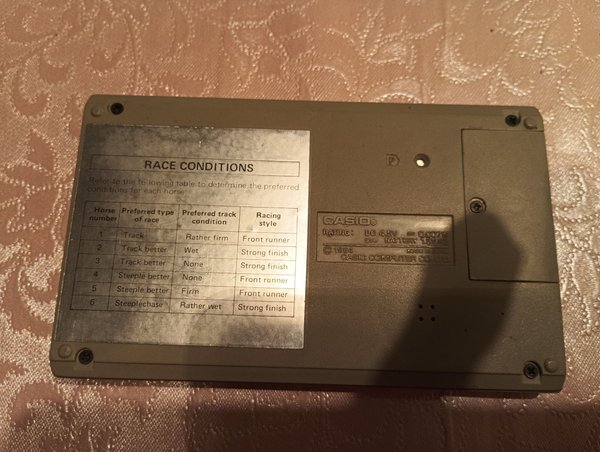 RACE CONDITIONS
Refer to the following table to determine the preferred
conditions for each horse.
Horse number Preferred type of race Preferred track condition Racing style
1 Track Rather firm Front runner
2 Track better Wet Strong finish
3 Track better None Strong finish
4 Steeple better None Front runner
5 Steeple better Firm Front runner
6 Steeplechase Rather wet Strong finish
P
CASIO
RATING: DC
BATTERY
CASIO COMPUTER CO.